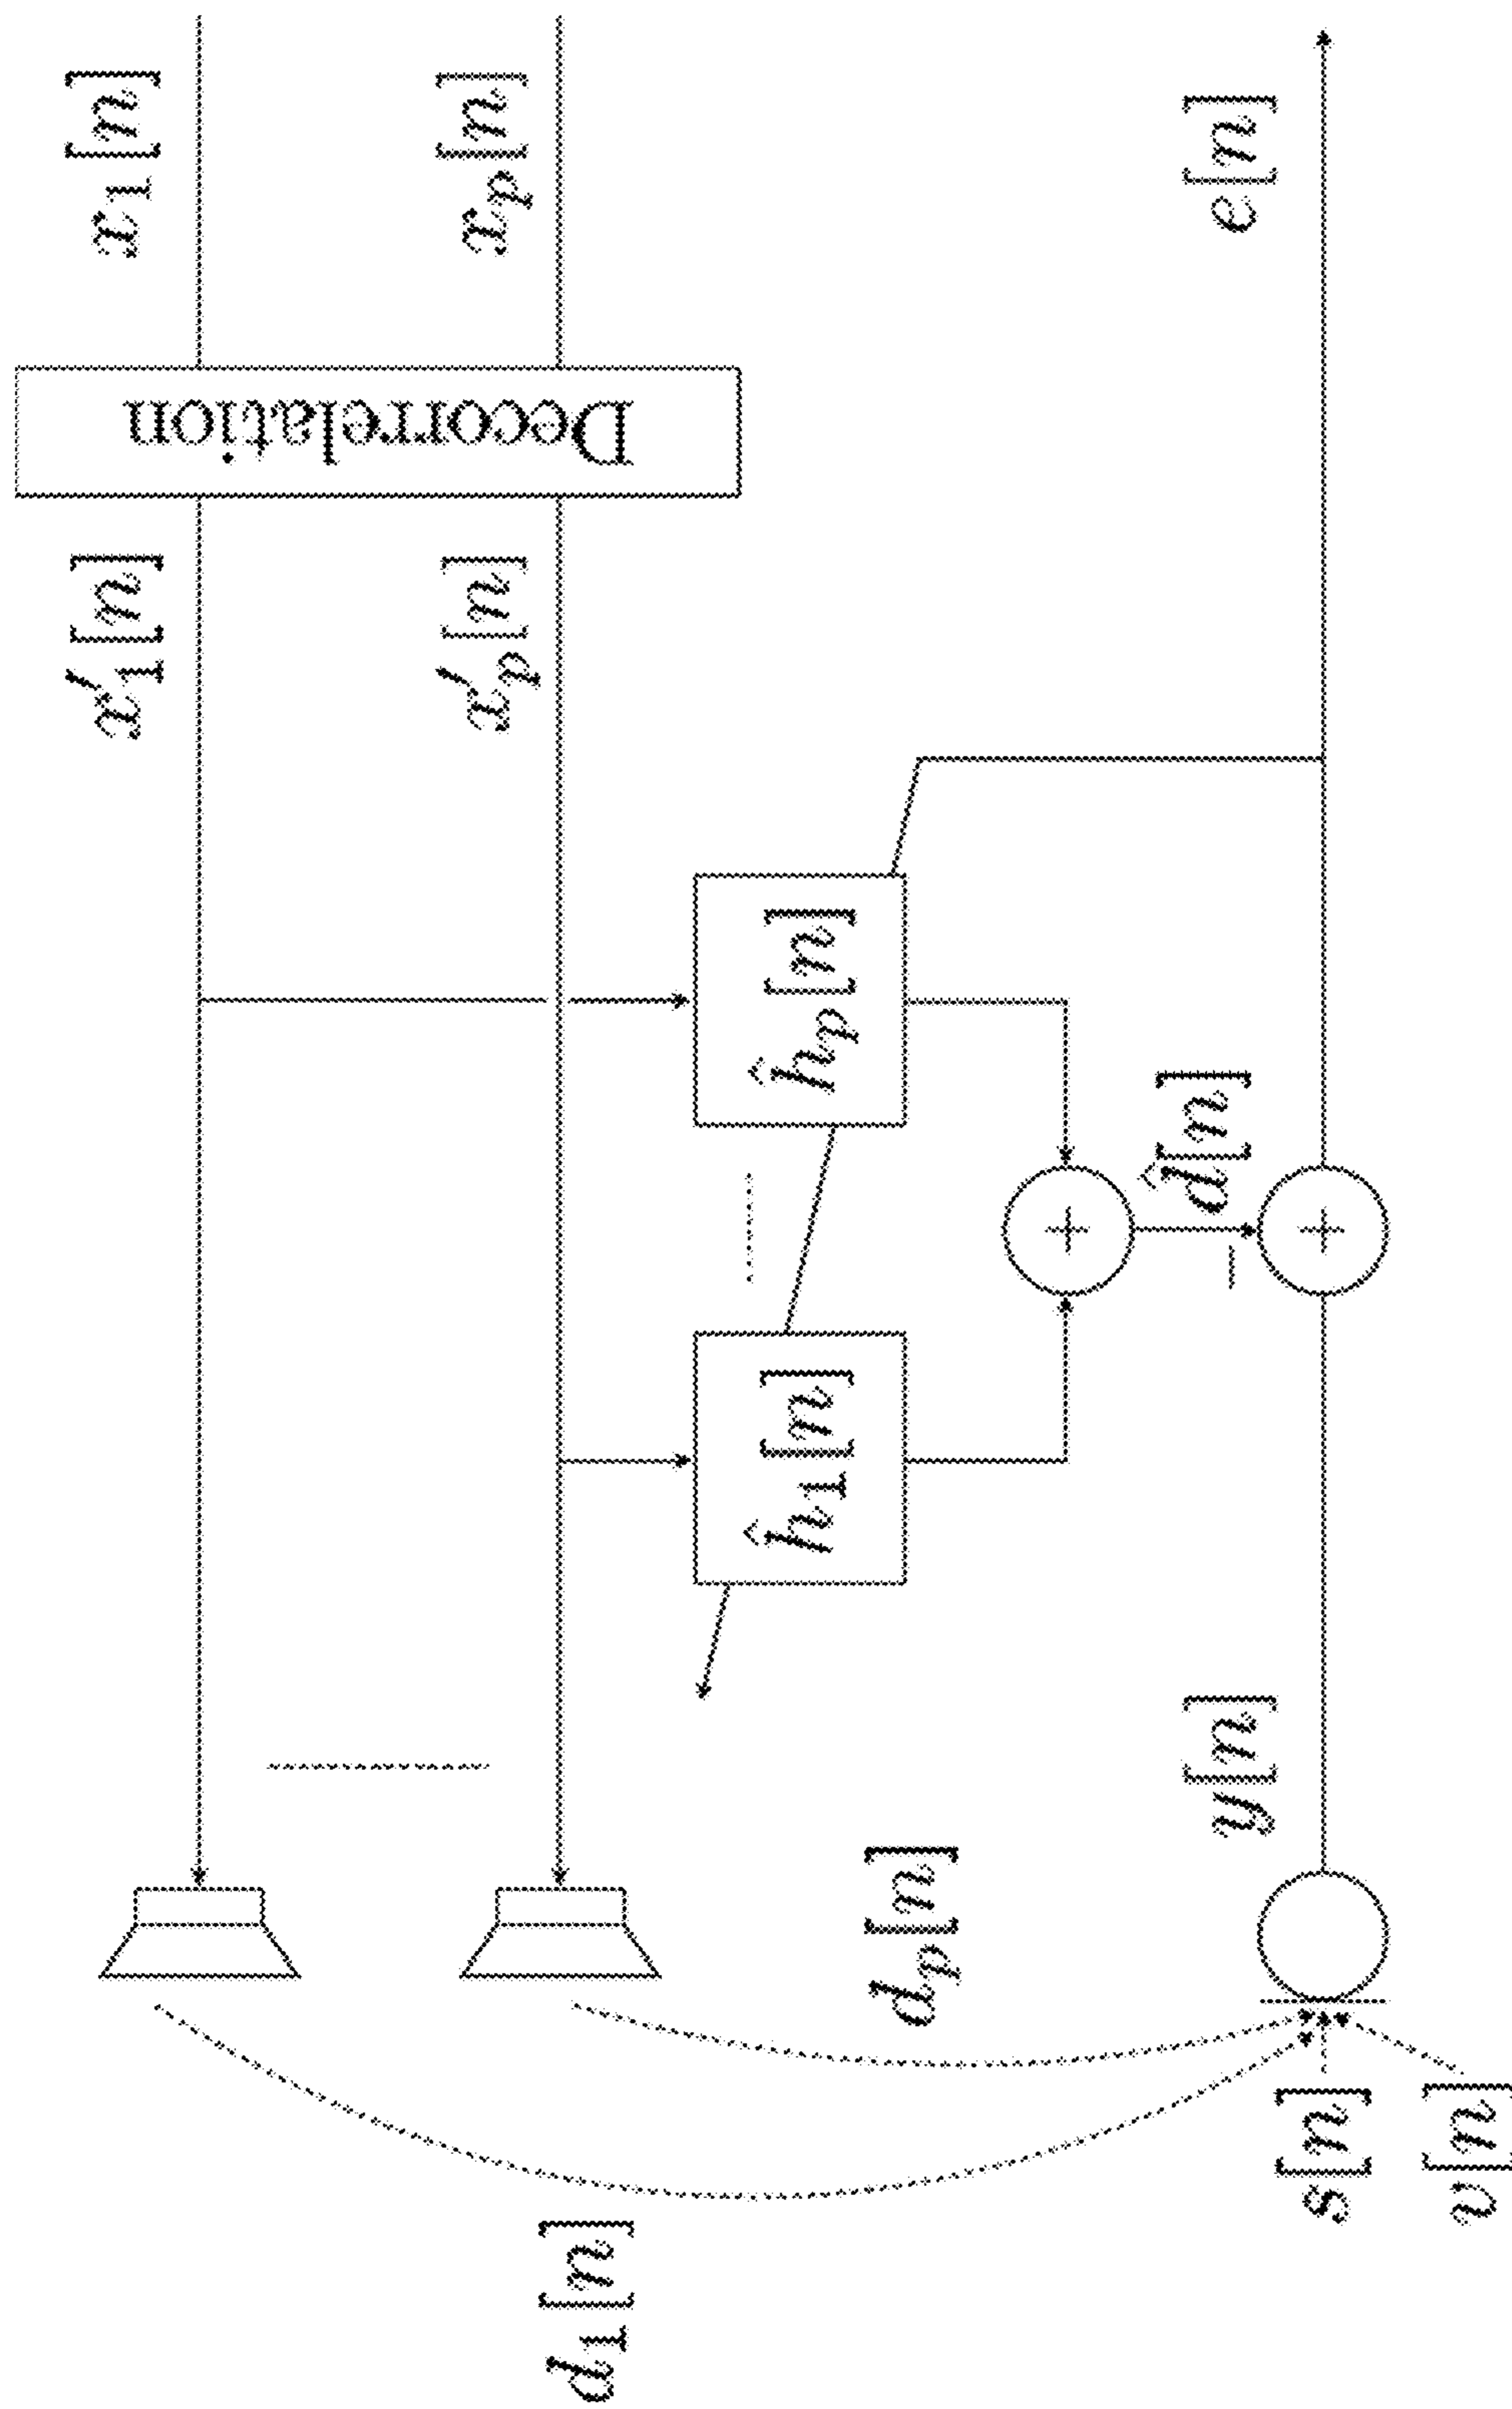 x′₁[n]
x₁[n]
Decorrelation
x′ₚ[n]
xₚ[n]
d₁[n]
ĥ₁[n]
ĥₚ[n]
dₚ[n]
+
d̂[n]
−
+
y[n]
e[n]
s[n]
v[n]